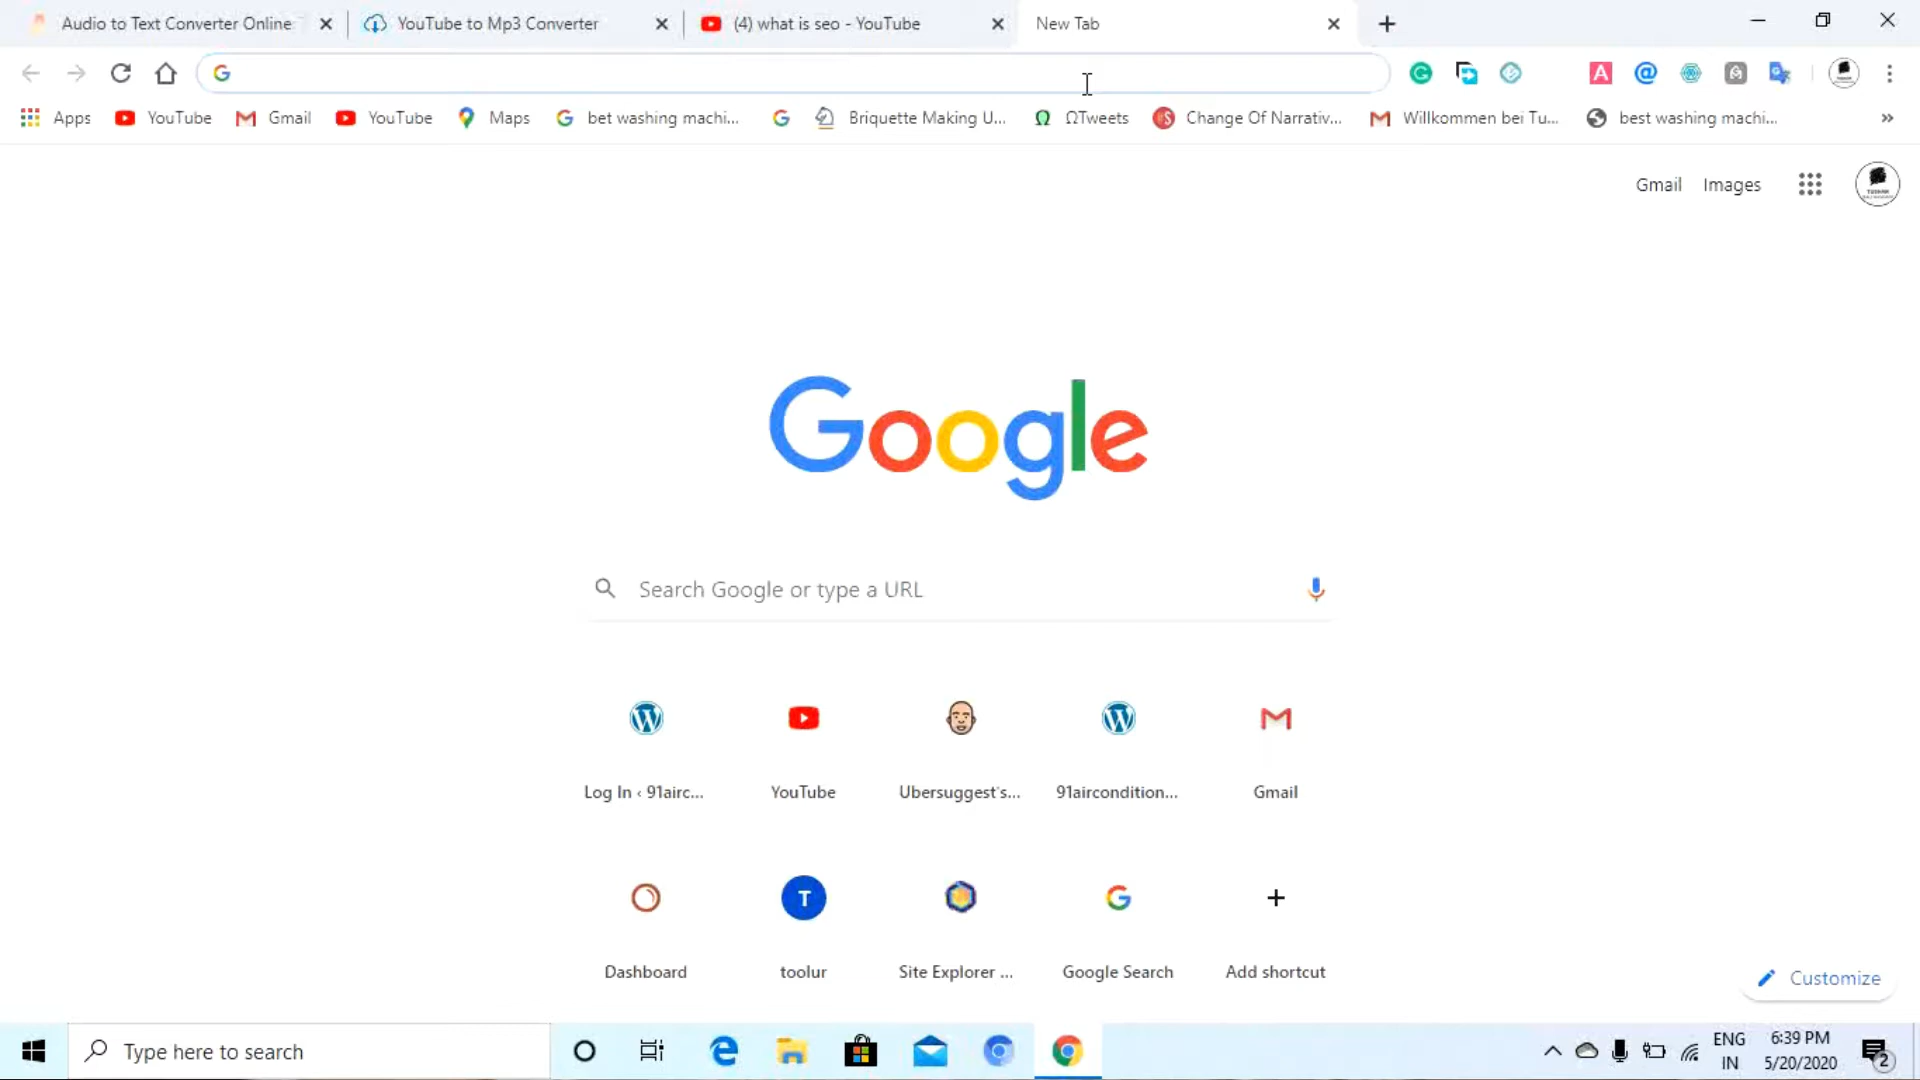 Audio to Text Converter Online
YouTube to Mp3 Converter
(4) what is seo - YouTube
New Tab
Apps
YouTube
Gmail
YouTube
Maps
bet washing machi...
Briquette Making U...
ΩTweets
Change Of Narrativ...
Willkommen bei Tu...
best washing machi...
»
Gmail Images
Google
Search Google or type a URL
Log In ‹ 91airc...
YouTube
Ubersuggest's...
91aircondition...
Gmail
Dashboard
T
toolur
Site Explorer ...
Google Search
Add shortcut
Customize
Type here to search
ENG
IN
6:39 PM
5/20/2020
2